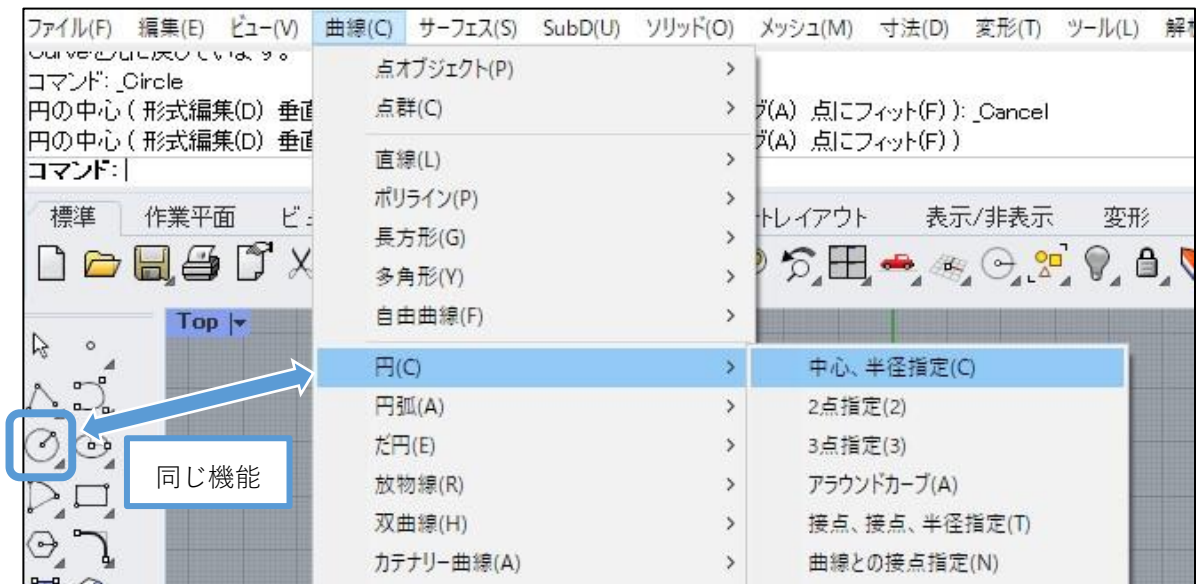 ファイル(F) 編集(E) ビュー(V) 曲線(C) サーフェス(S) SubD(U) ソリッド(O) メッシュ(M) 寸法(D) 変形(T) ツール(L) 解
コマンド: _Circle
円の中心 ( 形式編集(D) 垂直
円の中心 ( 形式編集(D) 垂直
コマンド:
(A) 点にフィット(F) ): _Cancel
(A) 点にフィット(F) )
標準 作業平面 ビュ
トレイアウト 表示/非表示 変形
Top
点オブジェクト(P)
点群(C)
直線(L)
ポリライン(P)
長方形(G)
多角形(Y)
自由曲線(F)
円(C)
円弧(A)
だ円(E)
放物線(R)
双曲線(H)
カテナリー曲線(A)
中心、半径指定(C)
2点指定(2)
3点指定(3)
アラウンドカーブ(A)
接点、接点、半径指定(T)
曲線との接点指定(N)
同じ機能